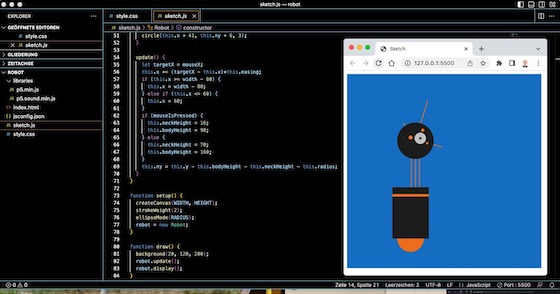 sketch.js — robot
EXPLORER
GEÖFFNETE EDITOREN
style.css
sketch.js
GLIEDERUNG
ZEITACHSE
ROBOT
libraries
p5.min.js
p5.sound.min.js
index.html
jsconfig.json
sketch.js
style.css
style.css
sketch.js
sketch.js > Robot > constructor
51 circle(this.x + 41, this.ny + 6, 3);
52 }
53
54 update() {
55 let targetX = mouseX;
56 this.x += (targetX - this.x)*this.easing;
57 if (this.x >= width - 80) {
58 this.x = width - 80;
59 } else if (this.x <= 60) {
60 this.x = 60;
61 }
62 if (mouseIsPressed) {
63 this.neckHeight = 16;
64 this.bodyHeight = 90;
65 } else {
66 this.neckHeight = 70;
67 this.bodyHeight = 160;
68 }
69 this.ny = this.y - this.bodyHeight - this.neckHeight - this.radius;
70 }
71 }
72
73 function setup() {
74 createCanvas(WIDTH, HEIGHT);
75 strokeWeight(2);
76 ellipseMode(RADIUS);
77 robot = new Robot;
78 }
79
80 function draw() {
81 background(20, 120, 200);
82 robot.update();
83 robot.display();
84 }
Sketch
127.0.0.1:5500
0 0
Zeile 14, Spalte 21
Leerzeichen: 2
UTF-8
LF
{} JavaScript
Port : 5500